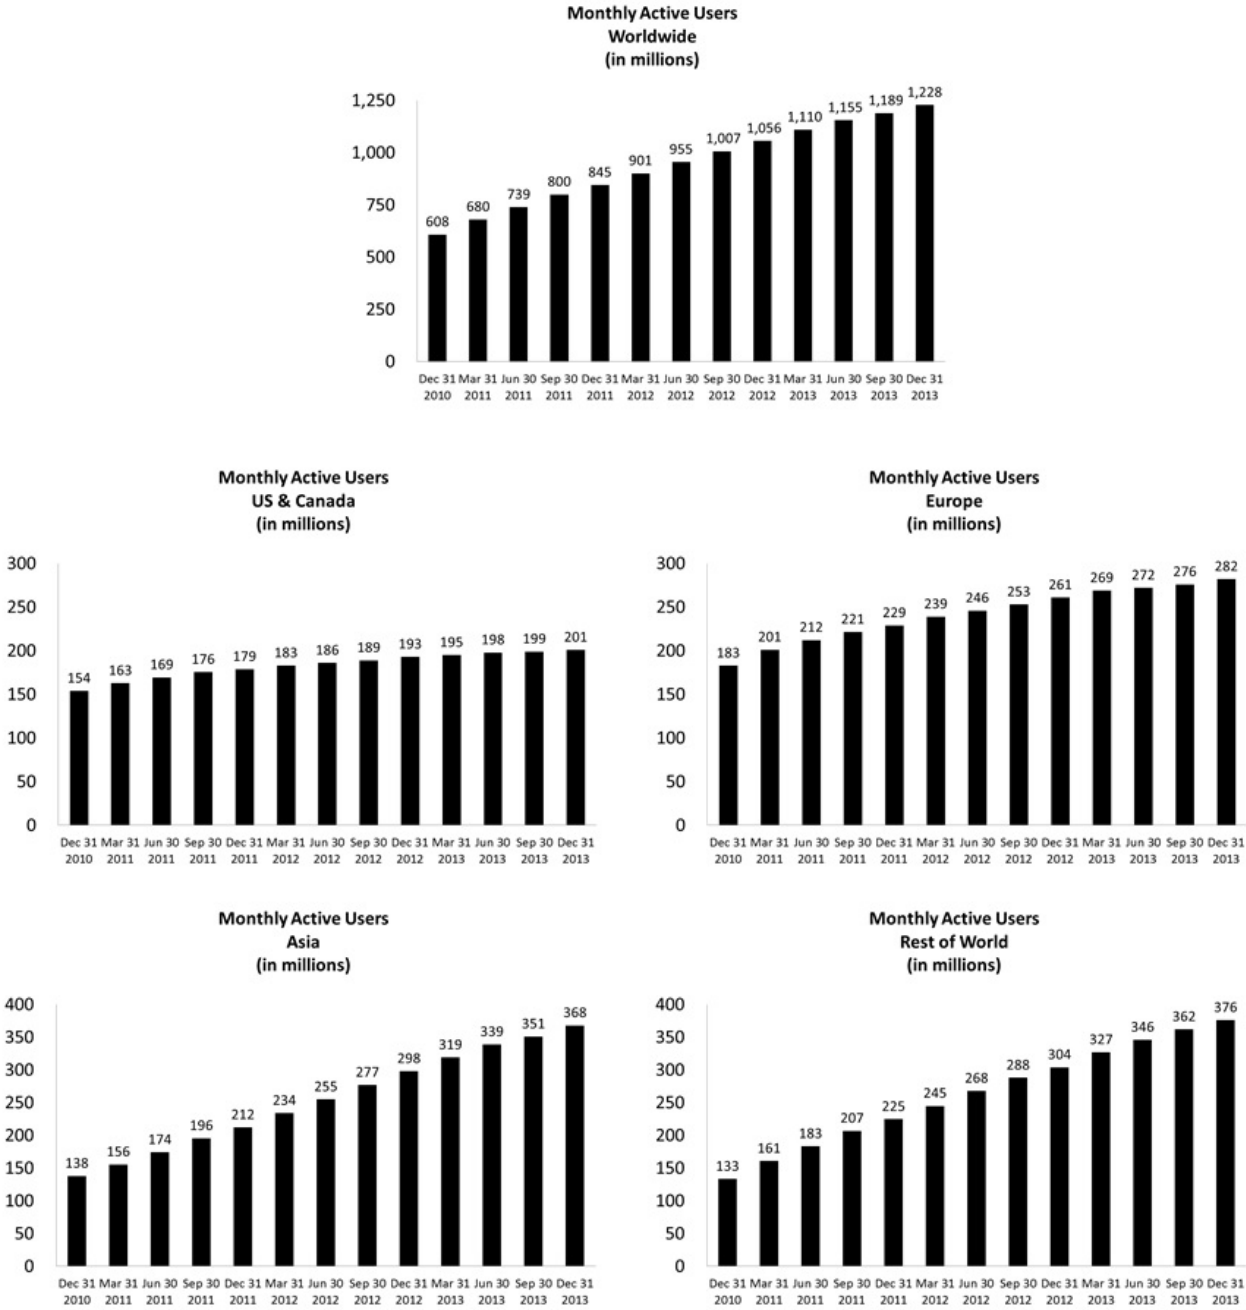 Monthly Active Users
Worldwide
(in millions)
1,250
1,000
750
500
250
0
608 680 739 800 845 901 955 1,007 1,056 1,110 1,155 1,189 1,228
Dec 31 Mar 31 Jun 30 Sep 30 Dec 31 Mar 31 Jun 30 Sep 30 Dec 31 Mar 31 Jun 30 Sep 30 Dec 31
2010 2011 2011 2011 2011 2012 2012 2012 2012 2013 2013 2013 2013
Monthly Active Users
US & Canada
(in millions)
300
250
200
150
100
50
0
154 163 169 176 179 183 186 189 193 195 198 199 201
Dec 31 Mar 31 Jun 30 Sep 30 Dec 31 Mar 31 Jun 30 Sep 30 Dec 31 Mar 31 Jun 30 Sep 30 Dec 31
2010 2011 2011 2011 2011 2012 2012 2012 2012 2013 2013 2013 2013
Monthly Active Users
Europe
(in millions)
300
250
200
150
100
50
0
183 201 212 221 229 239 246 253 261 269 272 276 282
Dec 31 Mar 31 Jun 30 Sep 30 Dec 31 Mar 31 Jun 30 Sep 30 Dec 31 Mar 31 Jun 30 Sep 30 Dec 31
2010 2011 2011 2011 2011 2012 2012 2012 2012 2013 2013 2013 2013
Monthly Active Users
Asia
(in millions)
400
350
300
250
200
150
100
50
0
138 156 174 196 212 234 255 277 298 319 339 351 368
Dec 31 Mar 31 Jun 30 Sep 30 Dec 31 Mar 31 Jun 30 Sep 30 Dec 31 Mar 31 Jun 30 Sep 30 Dec 31
2010 2011 2011 2011 2011 2012 2012 2012 2012 2013 2013 2013 2013
Monthly Active Users
Rest of World
(in millions)
400
350
300
250
200
150
100
50
0
133 161 183 207 225 245 268 288 304 327 346 362 376
Dec 31 Mar 31 Jun 30 Sep 30 Dec 31 Mar 31 Jun 30 Sep 30 Dec 31 Mar 31 Jun 30 Sep 30 Dec 31
2010 2011 2011 2011 2011 2012 2012 2012 2012 2013 2013 2013 2013